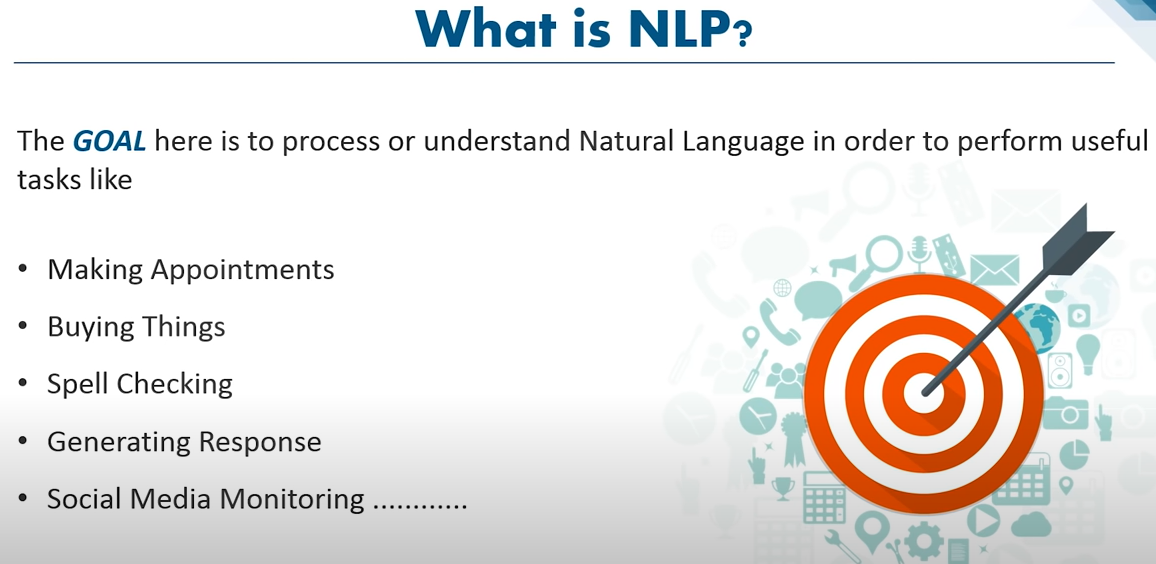 What is NLP?
The GOAL here is to process or understand Natural Language in order to perform useful
tasks like
• Making Appointments
• Buying Things
• Spell Checking
• Generating Response
• Social Media Monitoring ............